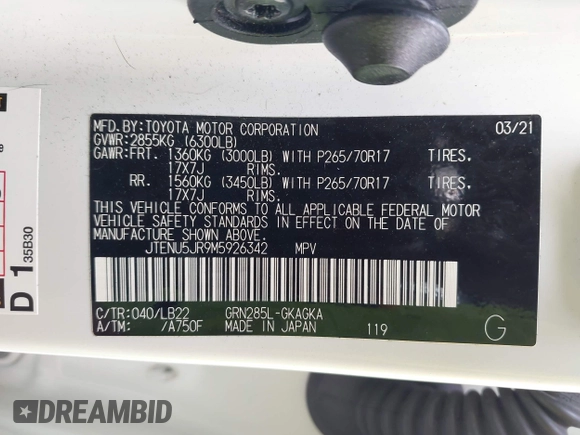 MFD.BY:TOYOTA MOTOR CORPORATION 03/21
GVWR:2855KG (6300LB)
GAWR:FRT. 1360KG (3000LB) WITH P265/70R17 TIRES.
17X7J RIMS.
RR. 1560KG (3450LB) WITH P265/70R17 TIRES.
17X7J RIMS.
THIS VEHICLE CONFORMS TO ALL APPLICABLE FEDERAL MOTOR
VEHICLE SAFETY STANDARDS IN EFFECT ON THE DATE OF
MANUFACTURE SHOWN ABOVE.
JTENU5JR9M5926342 MPV
C/TR:040/LB22 GRN285L-GKAGKA
A/TM: /A750F MADE IN JAPAN 119 G
D 1 35B30
DREAMBID